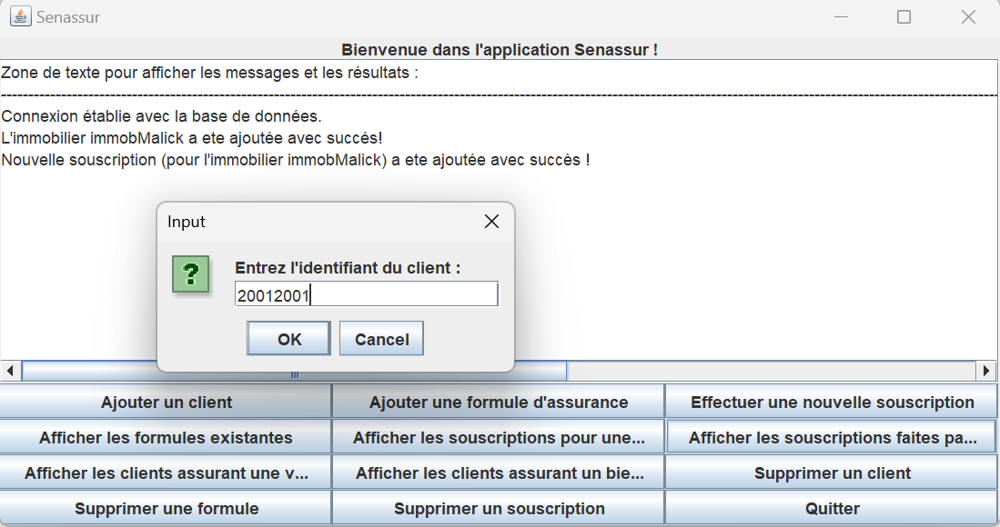 Senassur
Bienvenue dans l'application Senassur !
Zone de texte pour afficher les messages et les résultats :
Connexion établie avec la base de données.
L'immobilier immobMalick a ete ajoutée avec succés!
Nouvelle souscription (pour l'immobilier immobMalick) a ete ajoutée avec succès !
Input
Entrez l'identifiant du client :
20012001
OK Cancel
Ajouter un client Ajouter une formule d'assurance Effectuer une nouvelle souscription
Afficher les formules existantes Afficher les souscriptions pour une... Afficher les souscriptions faites pa...
Afficher les clients assurant une v... Afficher les clients assurant un bie... Supprimer un client
Supprimer une formule Supprimer un souscription Quitter